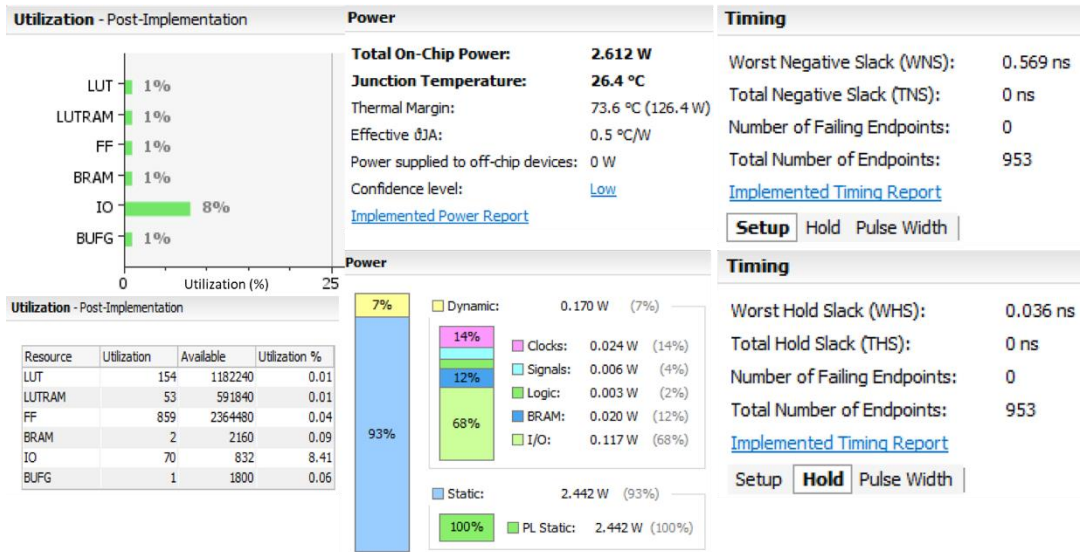 Utilization - Post-Implementation
LUT 1%
LUTRAM 1%
FF 1%
BRAM 1%
IO 8%
BUFG 1%
0 25
Utilization (%)
Utilization - Post-Implementation
Resource Utilization Available Utilization %
LUT 154 1182240 0.01
LUTRAM 53 591840 0.01
FF 859 2364480 0.04
BRAM 2 2160 0.09
IO 70 832 8.41
BUFG 1 1800 0.06
Power
Total On-Chip Power: 2.612 W
Junction Temperature: 26.4 °C
Thermal Margin: 73.6 °C (126.4 W)
Effective ϑJA: 0.5 °C/W
Power supplied to off-chip devices: 0 W
Confidence level: Low
Implemented Power Report
Power
7%
93%
Dynamic: 0.170 W (7%)
14%
12%
68%
Clocks: 0.024 W (14%)
Signals: 0.006 W (4%)
Logic: 0.003 W (2%)
BRAM: 0.020 W (12%)
I/O: 0.117 W (68%)
Static: 2.442 W (93%)
100% PL Static: 2.442 W (100%)
Timing
Worst Negative Slack (WNS): 0.569 ns
Total Negative Slack (TNS): 0 ns
Number of Failing Endpoints: 0
Total Number of Endpoints: 953
Implemented Timing Report
Setup Hold Pulse Width
Timing
Worst Hold Slack (WHS): 0.036 ns
Total Hold Slack (THS): 0 ns
Number of Failing Endpoints: 0
Total Number of Endpoints: 953
Implemented Timing Report
Setup Hold Pulse Width